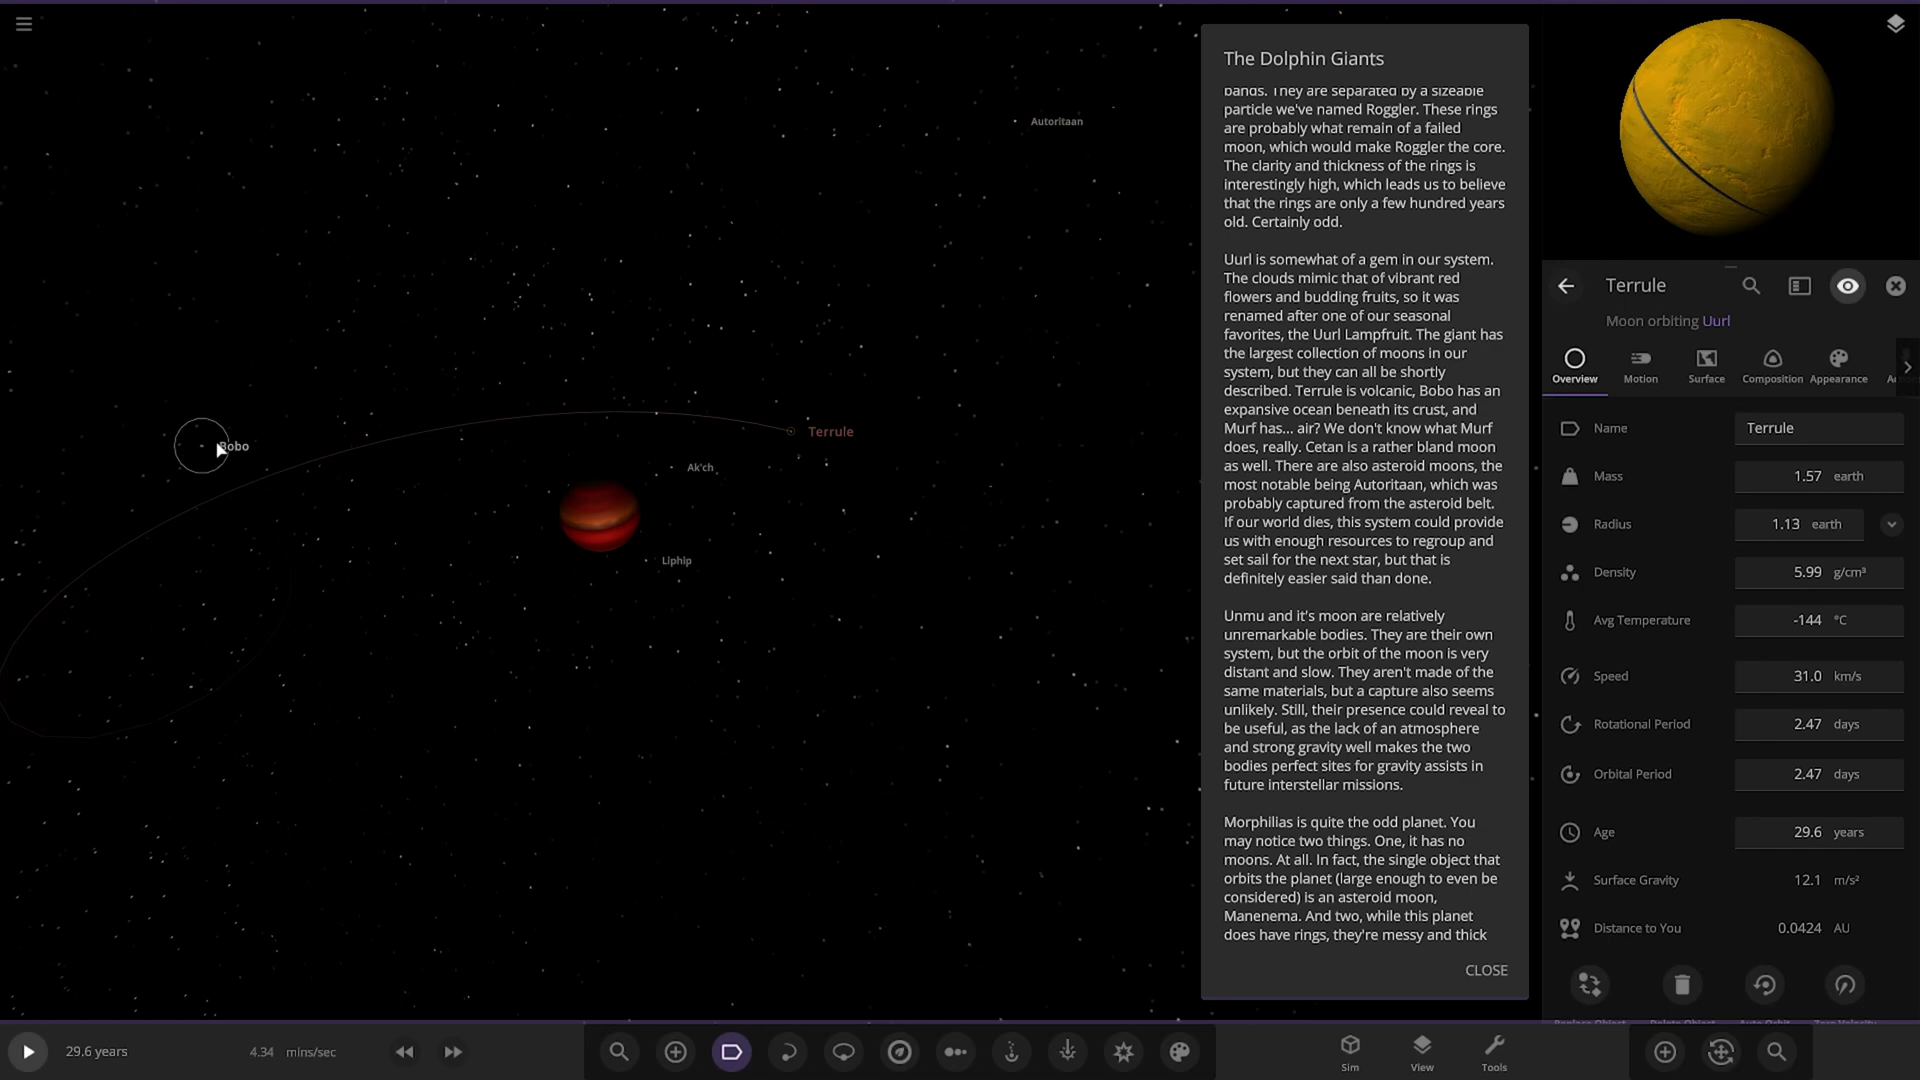 Autoritaan
Bobo
Terrule
Ak'ch
Liphip
The Dolphin Giants
bands. They are separated by a sizeable
particle we've named Roggler. These rings
are probably what remain of a failed
moon, which would make Roggler the core.
The clarity and thickness of the rings is
interestingly high, which leads us to believe
that the rings are only a few hundred years
old. Certainly odd.
Uurl is somewhat of a gem in our system.
The clouds mimic that of vibrant red
flowers and budding fruits, so it was
renamed after one of our seasonal
favorites, the Uurl Lampfruit. The giant has
the largest collection of moons in our
system, but they can all be shortly
described. Terrule is volcanic, Bobo has an
expansive ocean beneath its crust, and
Murf has... air? We don't know what Murf
does, really. Cetan is a rather bland moon
as well. There are also asteroid moons, the
most notable being Autoritaan, which was
probably captured from the asteroid belt.
If our world dies, this system could provide
us with enough resources to regroup and
set sail for the next star, but that is
definitely easier said than done.
Unmu and it's moon are relatively
unremarkable bodies. They are their own
system, but the orbit of the moon is very
distant and slow. They aren't made of the
same materials, but a capture also seems
unlikely. Still, their presence could reveal to
be useful, as the lack of an atmosphere
and strong gravity well makes the two
bodies perfect sites for gravity assists in
future interstellar missions.
Morphilias is quite the odd planet. You
may notice two things. One, it has no
moons. At all. In fact, the single object that
orbits the planet (large enough to even be
considered) is an asteroid moon,
Manenema. And two, while this planet
does have rings, they're messy and thick
CLOSE
Terrule
Moon orbiting Uurl
Overview Motion Surface Composition Appearance
Name Terrule
Mass 1.57 earth
Radius 1.13 earth
Density 5.99 g/cm³
Avg Temperature -144 °C
Speed 31.0 km/s
Rotational Period 2.47 days
Orbital Period 2.47 days
Age 29.6 years
Surface Gravity 12.1 m/s²
Distance to You 0.0424 AU
29.6 years 4.34 mins/sec
Sim View Tools